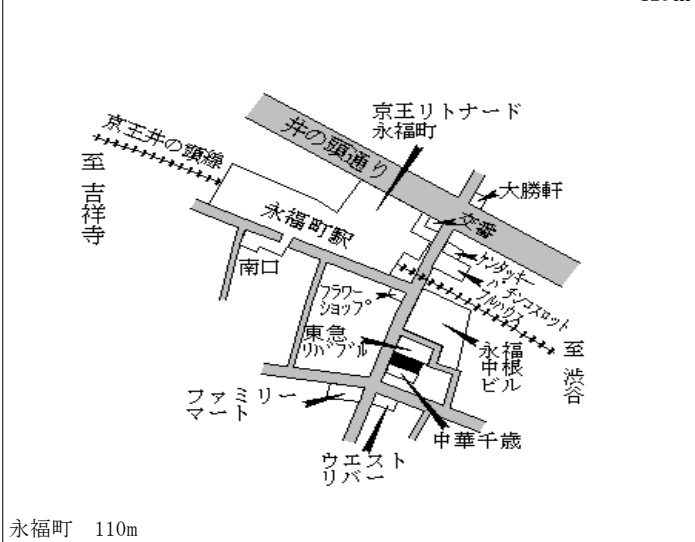 京王リトナード
永福町
井の頭通り
京王井の頭線
至 吉祥寺
大勝軒
交番
永福町駅
ケンタッキー
パチンコスロット
フルハウス
南口
フラワー
ショップ
東急
リバブル
永福
中根
ビル
至 渋谷
ファミリー
マート
中華千歳
ウエスト
リバー
永福町 110m